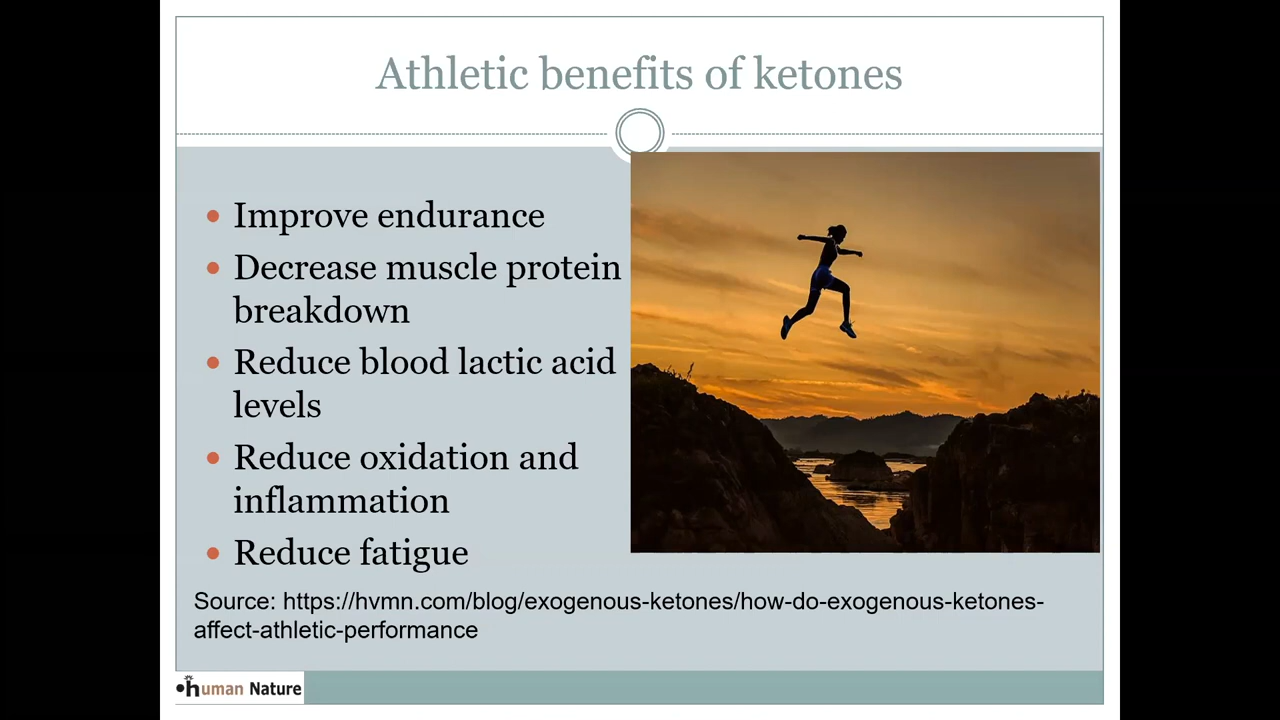 Athletic benefits of ketones
Improve endurance
Decrease muscle protein
breakdown
Reduce blood lactic acid
levels
Reduce oxidation and
inflammation
Reduce fatigue
Source: https://hvmn.com/blog/exogenous-ketones/how-do-exogenous-ketones-
affect-athletic-performance
human Nature